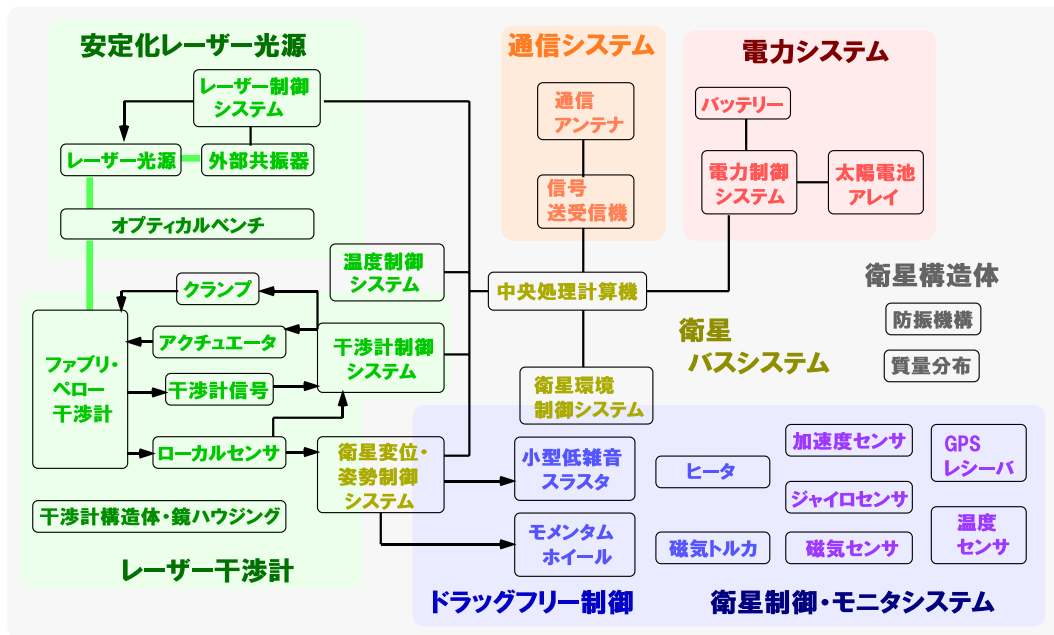 安定化レーザー光源
レーザー制御
システム
レーザー光源
外部共振器
オプティカルベンチ
通信システム
通信
アンテナ
信号
送受信機
電力システム
バッテリー
電力制御
システム
太陽電池
アレイ
温度制御
システム
中央処理計算機
衛星構造体
防振機構
質量分布
衛星
バスシステム
クランプ
アクチュエータ
ファブリ・
ペロー
干渉計
干渉計制御
システム
干渉計信号
ローカルセンサ
衛星環境
制御システム
衛星変位・
姿勢制御
システム
干渉計構造体・鏡ハウジング
レーザー干渉計
小型低雑音
スラスタ
モメンタム
ホイール
ヒータ
磁気トルカ
加速度センサ
ジャイロセンサ
磁気センサ
GPS
レシーバ
温度
センサ
ドラッグフリー制御
衛星制御・モニタシステム